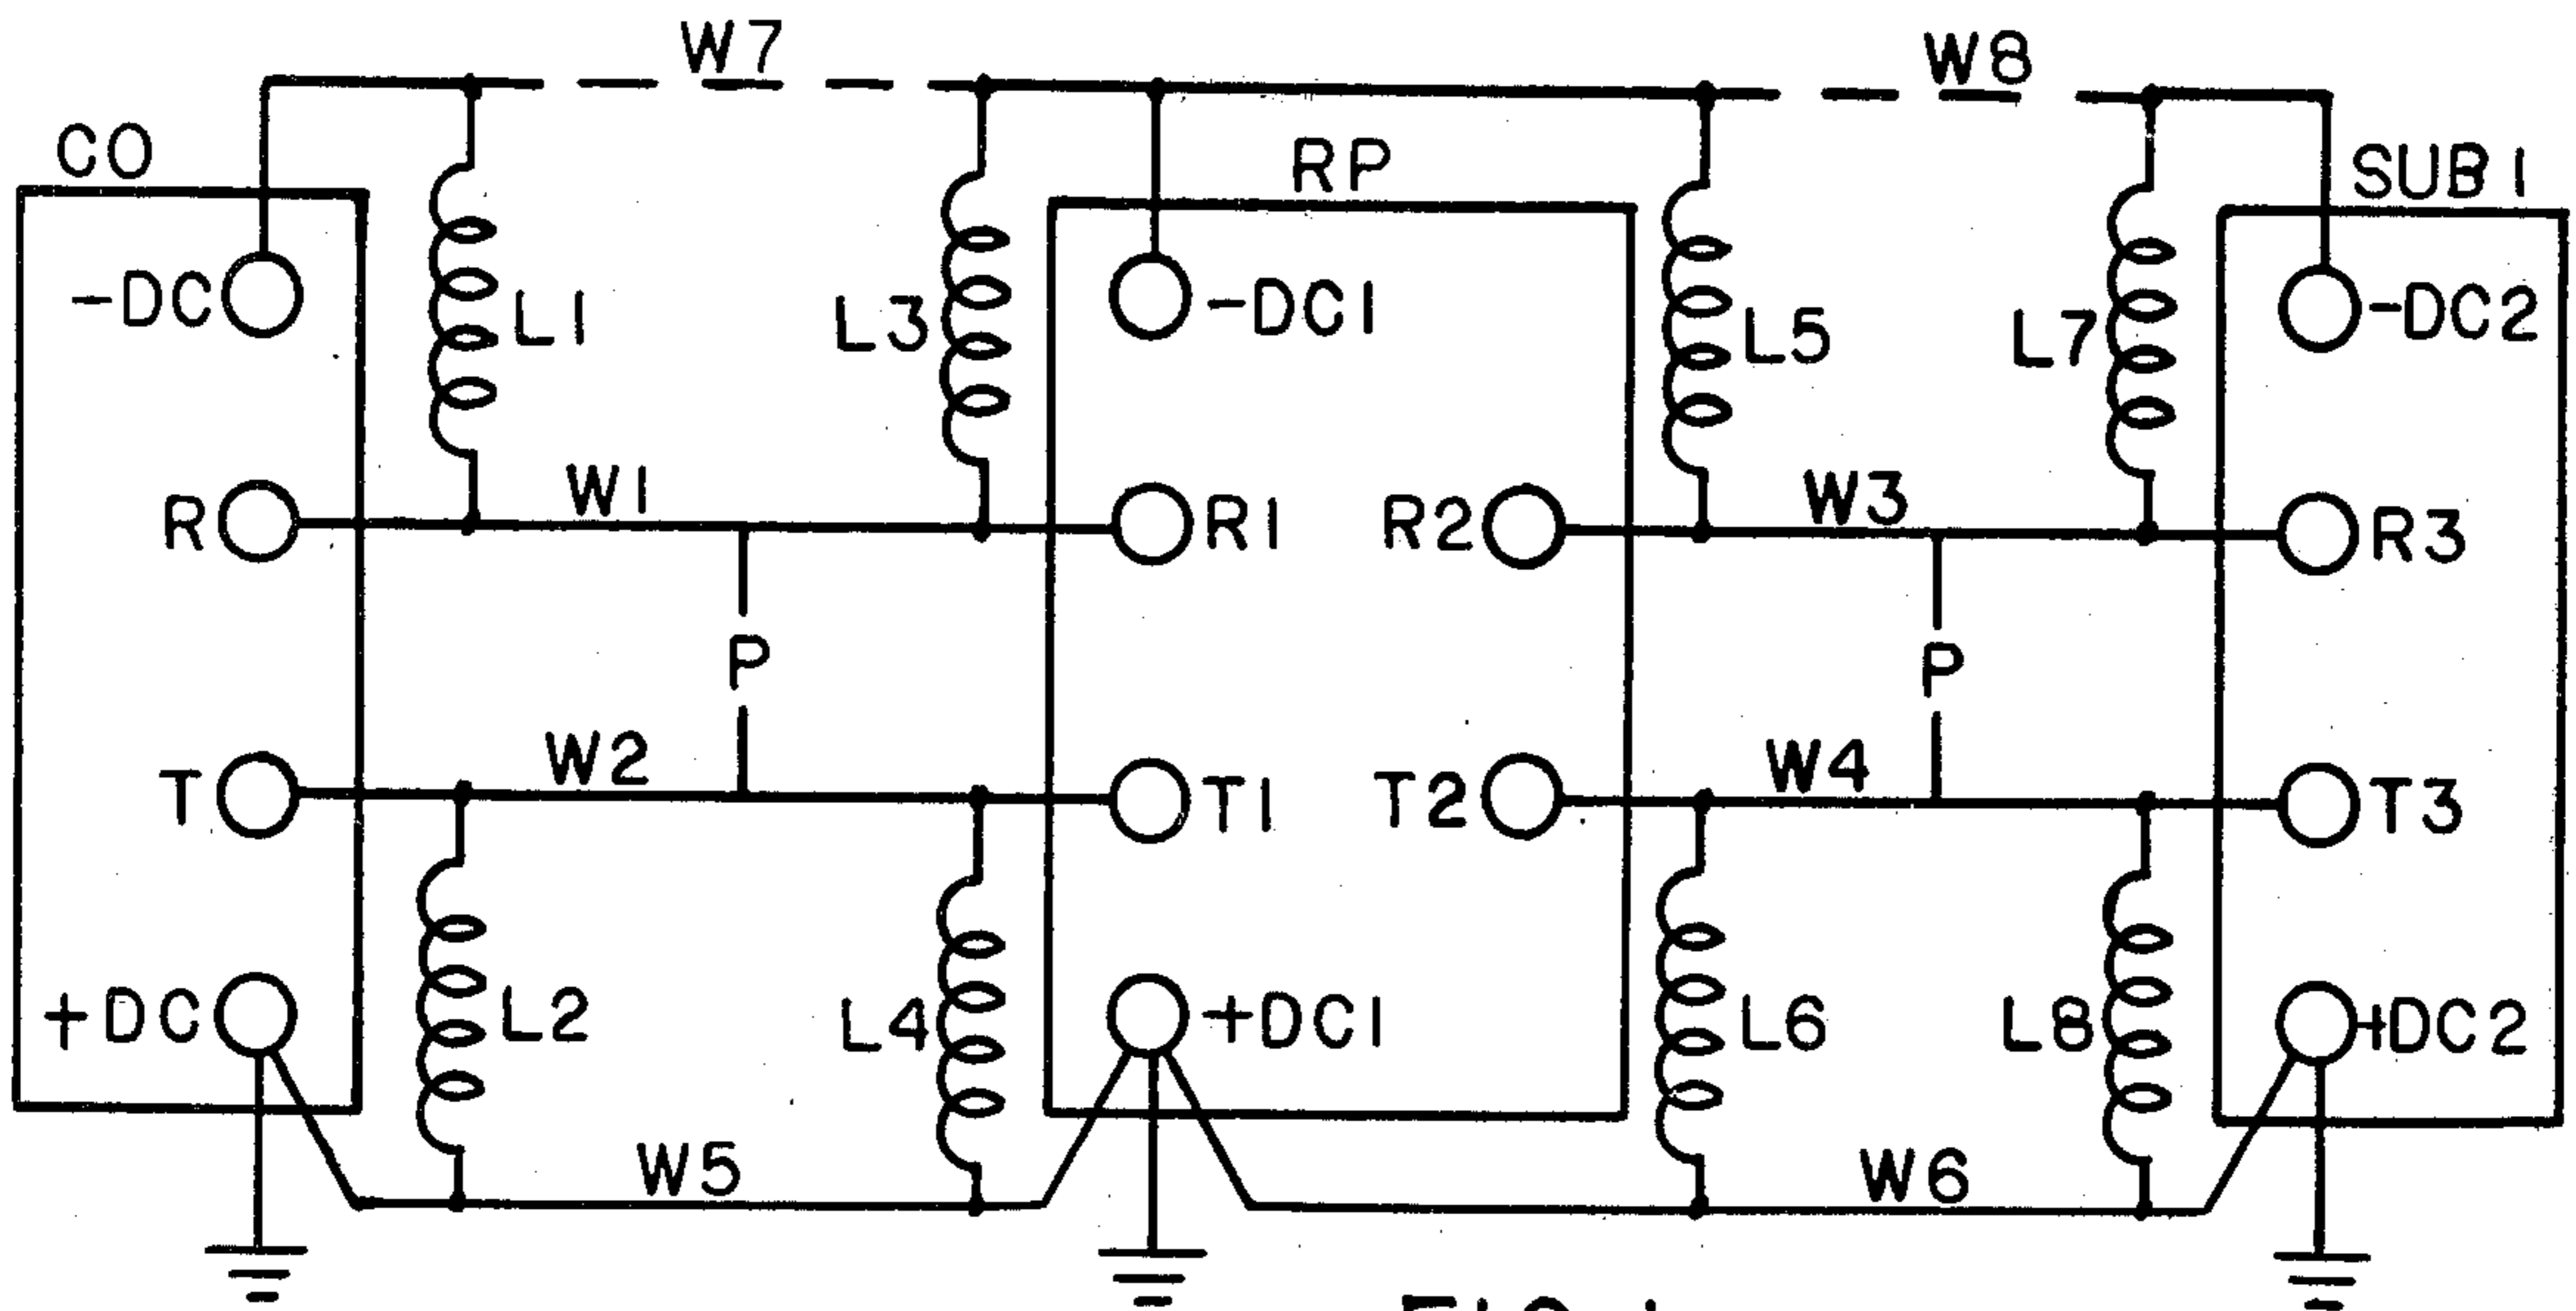 W7
W8
CO
RP
SUB1
-DC
L1
L3
-DC1
L5
L7
-DC2
R
W1
R1
R2
W3
R3
P
P
T
W2
T1
T2
W4
T3
+DC
L2
L4
+DC1
L6
L8
+DC2
W5
W6